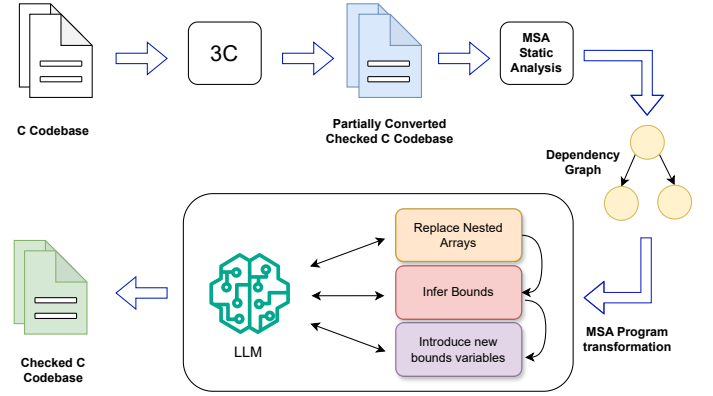 C Codebase
3C
Partially Converted
Checked C Codebase
MSA
Static
Analysis
Dependency
Graph
MSA Program
transformation
Replace Nested
Arrays
Infer Bounds
Introduce new
bounds variables
LLM
Checked C
Codebase